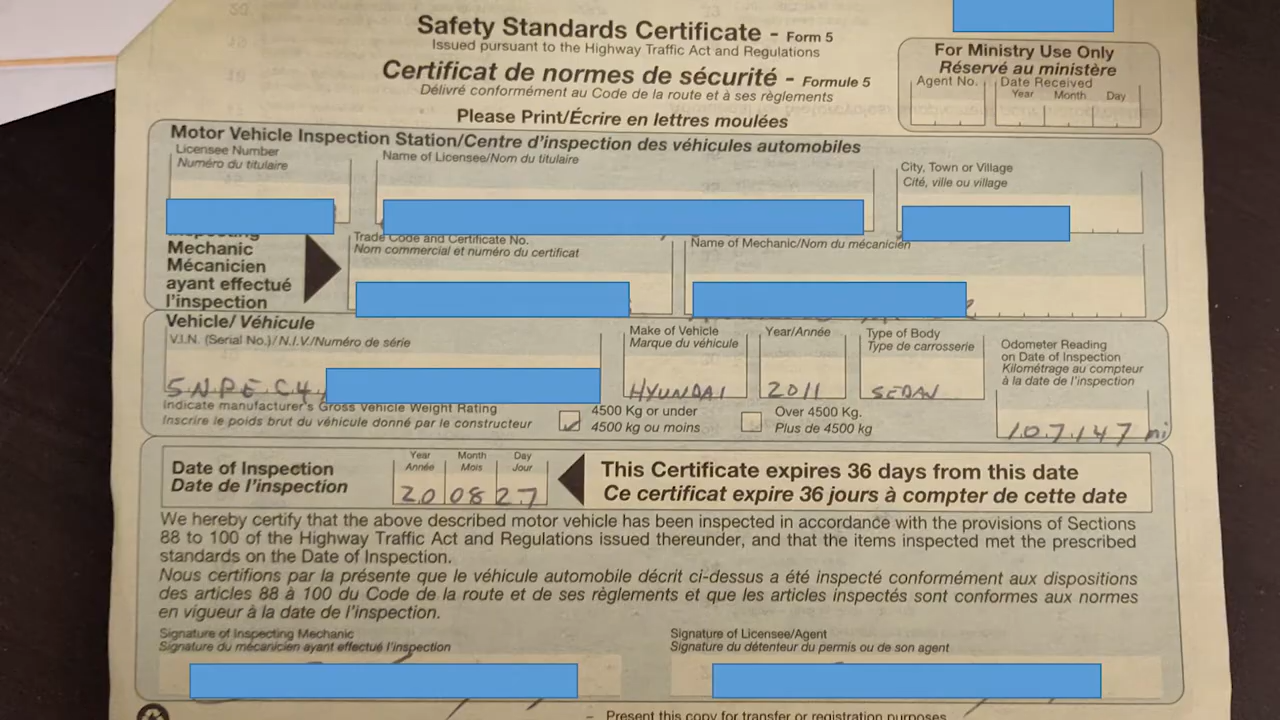 Safety Standards Certificate - Form 5
Issued pursuant to the Highway Traffic Act and Regulations
Certificat de normes de sécurité - Formule 5
Délivré conformément au Code de la route et à ses règlements
Please Print/Écrire en lettres moulées
For Ministry Use Only
Réservé au ministère
Agent No. Date Received
Year Month Day
Motor Vehicle Inspection Station/Centre d'inspection des véhicules automobiles
Licensee Number
Numéro du titulaire
Name of Licensee/Nom du titulaire
City, Town or Village
Cité, ville ou village
Mechanic
Mécanicien
ayant effectué
l'inspection
Trade Code and Certificate No.
Nom commercial et numéro du certificat
Name of Mechanic/Nom du mécanicien
Vehicle/ Véhicule
V.I.N. (Serial No.)/N.I.V./Numéro de série
5NPEC4
Make of Vehicle
Marque du véhicule
HYUNDAI
Year/Année
2011
Type of Body
Type de carrosserie
SEDAN
Odometer Reading
on Date of Inspection
Kilométrage au compteur
à la date de l'inspection
107,147 mi
Indicate manufacturer's Gross Vehicle Weight Rating
Inscrire le poids brut du véhicule donné par le constructeur
4500 Kg or under
4500 kg ou moins
Over 4500 Kg.
Plus de 4500 kg
Date of Inspection
Date de l'inspection
Year Month Day
Année Mois Jour
20 08 27
This Certificate expires 36 days from this date
Ce certificat expire 36 jours à compter de cette date
We hereby certify that the above described motor vehicle has been inspected in accordance with the provisions of Sections
88 to 100 of the Highway Traffic Act and Regulations issued thereunder, and that the items inspected met the prescribed
standards on the Date of Inspection.
Nous certifions par la présente que le véhicule automobile décrit ci-dessus a été inspecté conformément aux dispositions
des articles 88 à 100 du Code de la route et de ses règlements et que les articles inspectés sont conformes aux normes
en vigueur à la date de l'inspection.
Signature of Inspecting Mechanic
Signature du mécanicien ayant effectué l'inspection
Signature of Licensee/Agent
Signature du détenteur du permis ou de son agent
- Present this copy for transfer or registration purposes